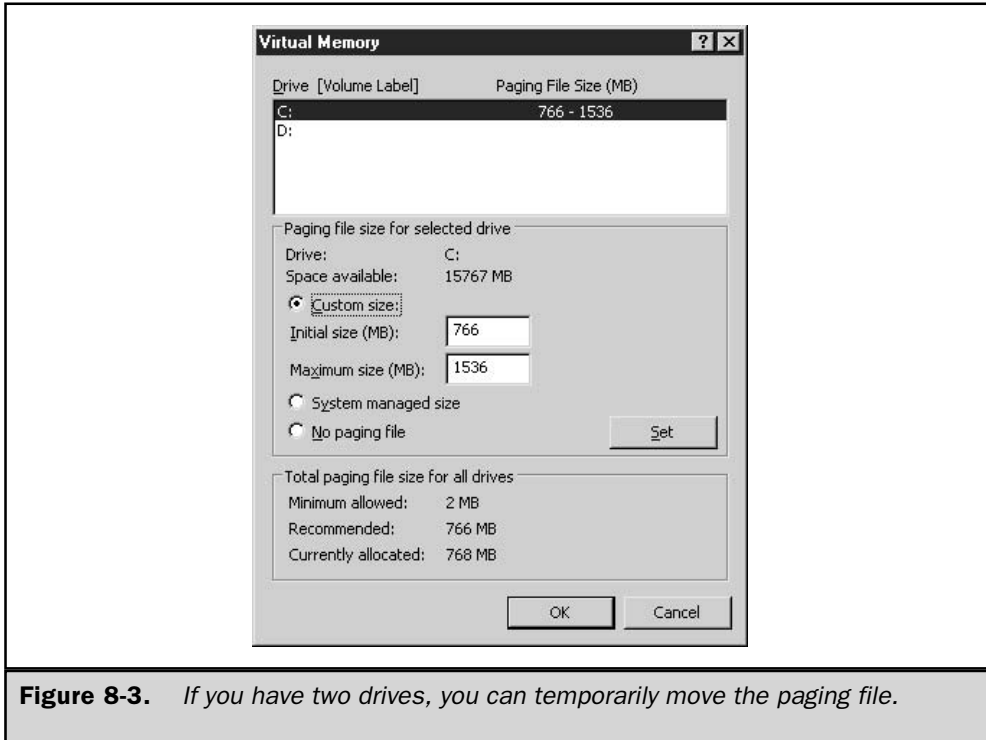 Virtual Memory ? X
Drive [Volume Label] Paging File Size (MB)
C: 766 - 1536
D:
Paging file size for selected drive
Drive: C:
Space available: 15767 MB
Custom size:
Initial size (MB): 766
Maximum size (MB): 1536
System managed size
No paging file Set
Total paging file size for all drives
Minimum allowed: 2 MB
Recommended: 766 MB
Currently allocated: 768 MB
OK Cancel
Figure 8-3. If you have two drives, you can temporarily move the paging file.